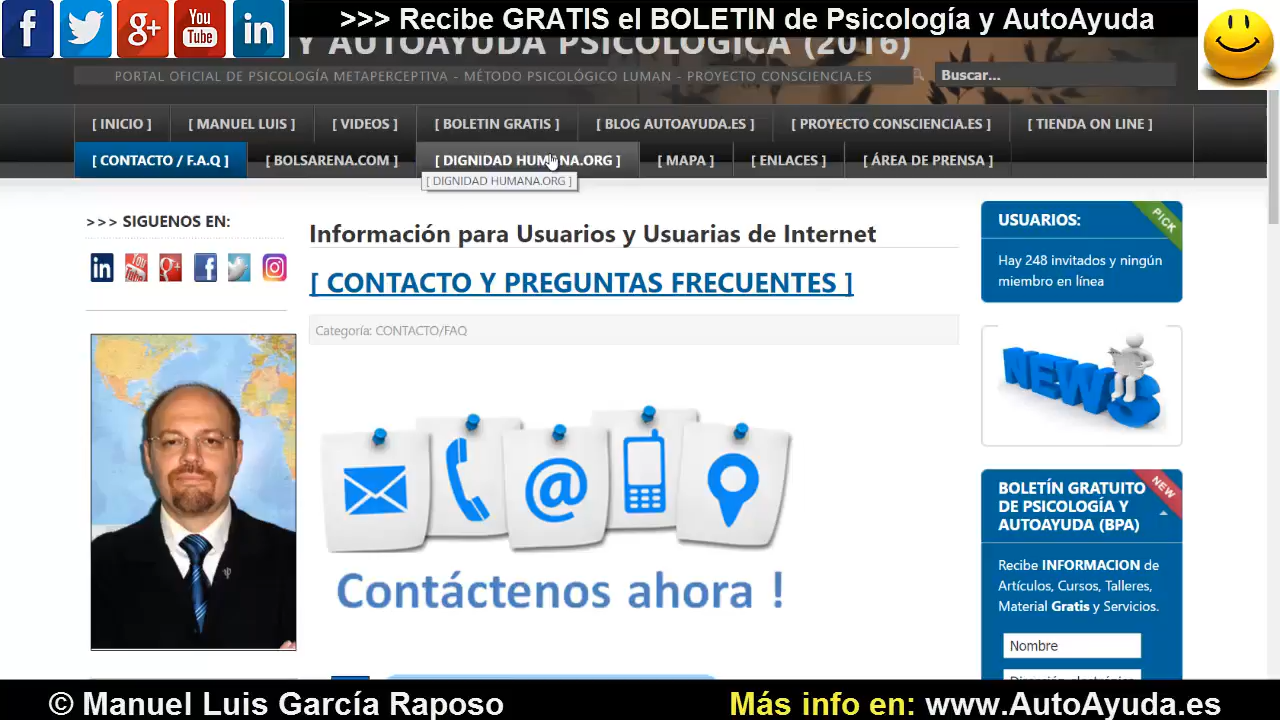 >>> Recibe GRATIS el BOLETIN de Psicología y AutoAyuda
You
Tube
Y AUTOAYUDA PSICOLÓGICA (2016)
PORTAL OFICIAL DE PSICOLOGÍA METAPERCEPTIVA - MÉTODO PSICOLÓGICO LUMAN - PROYECTO CONSCIENCIA.ES
Buscar...
[ INICIO ] [ MANUEL LUIS ] [ VIDEOS ] [ BOLETIN GRATIS ] [ BLOG AUTOAYUDA.ES ] [ PROYECTO CONSCIENCIA.ES ] [ TIENDA ON LINE ]
[ CONTACTO / F.A.Q ] [ BOLSARENA.COM ] [ DIGNIDAD HUMANA.ORG ] [ MAPA ] [ ENLACES ] [ ÁREA DE PRENSA ]
[ DIGNIDAD HUMANA.ORG ]
>>> SIGUENOS EN:
Información para Usuarios y Usuarias de Internet
[ CONTACTO Y PREGUNTAS FRECUENTES ]
Categoría: CONTACTO/FAQ
Contáctenos ahora !
USUARIOS:
PICK
Hay 248 invitados y ningún
miembro en línea
NEWS
BOLETÍN GRATUITO
DE PSICOLOGÍA Y
AUTOAYUDA (BPA)
NEW
Recibe INFORMACION de
Artículos, Cursos, Talleres,
Material Gratis y Servicios.
Nombre
© Manuel Luis García Raposo
Más info en: www.AutoAyuda.es